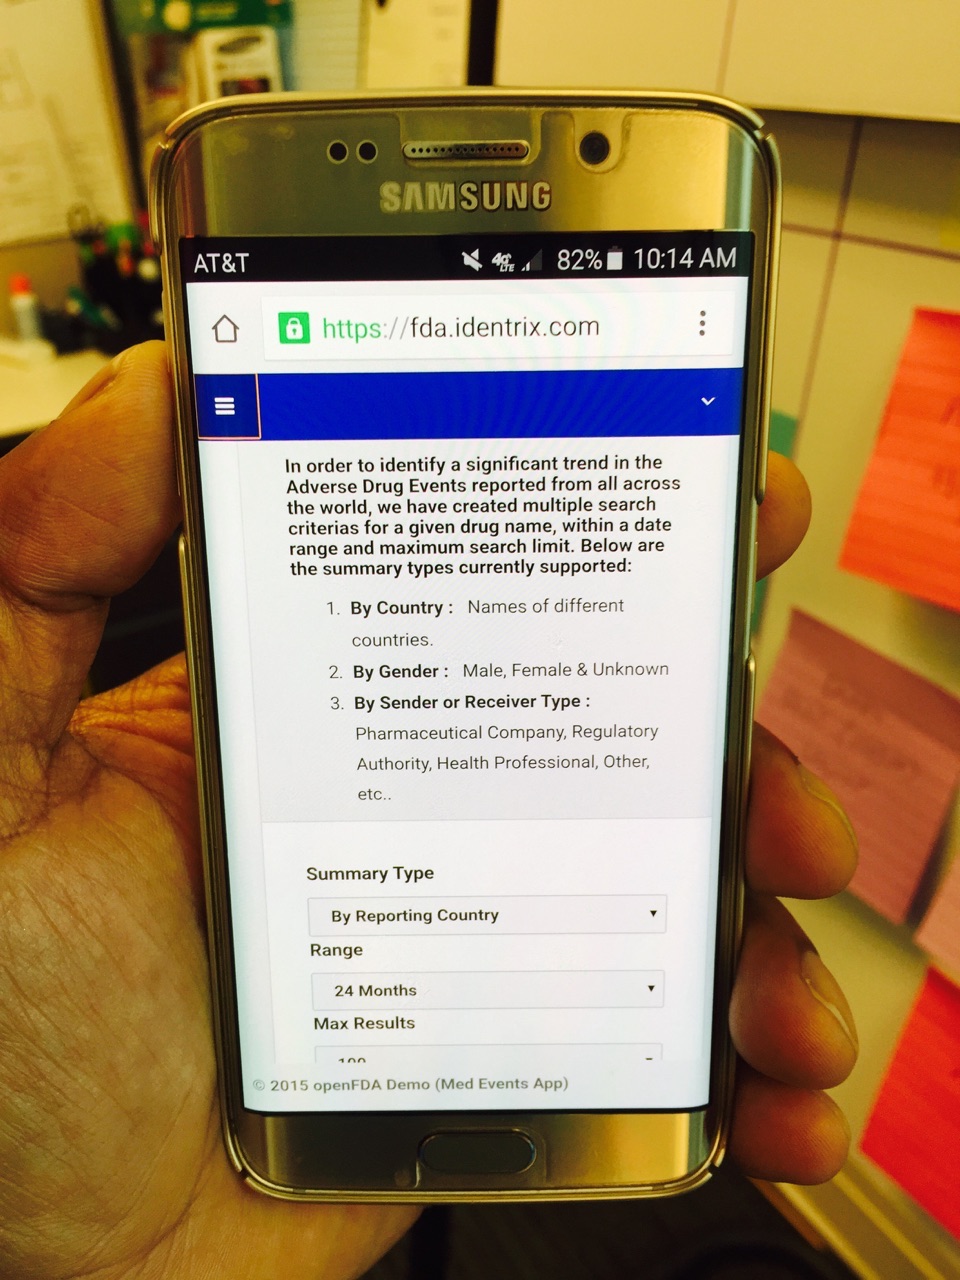 SAMSUNG
AT&T 4G LTE 82% 10:14 AM
https://fda.identrix.com
In order to identify a significant trend in the
Adverse Drug Events reported from all across
the world, we have created multiple search
criterias for a given drug name, within a date
range and maximum search limit. Below are
the summary types currently supported:
1. By Country : Names of different
countries.
2. By Gender : Male, Female & Unknown
3. By Sender or Receiver Type :
Pharmaceutical Company, Regulatory
Authority, Health Professional, Other,
etc..
Summary Type
By Reporting Country
Range
24 Months
Max Results
100
© 2015 openFDA Demo (Med Events App)